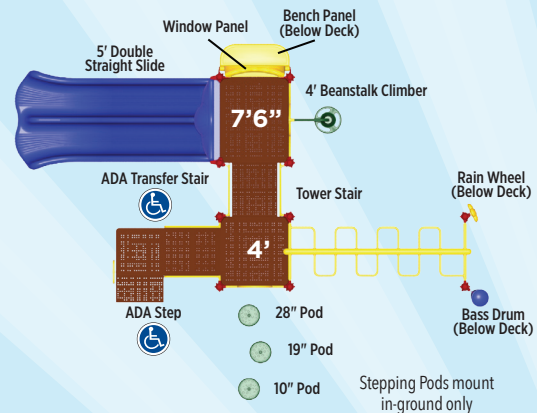 Window Panel
Bench Panel
(Below Deck)
5' Double
Straight Slide
4' Beanstalk Climber
7'6”
ADA Transfer Stair
Tower Stair
Rain Wheel
(Below Deck)
4'
ADA Step
28" Pod
19" Pod
10" Pod
Bass Drum
(Below Deck)
Stepping Pods mount
in-ground only